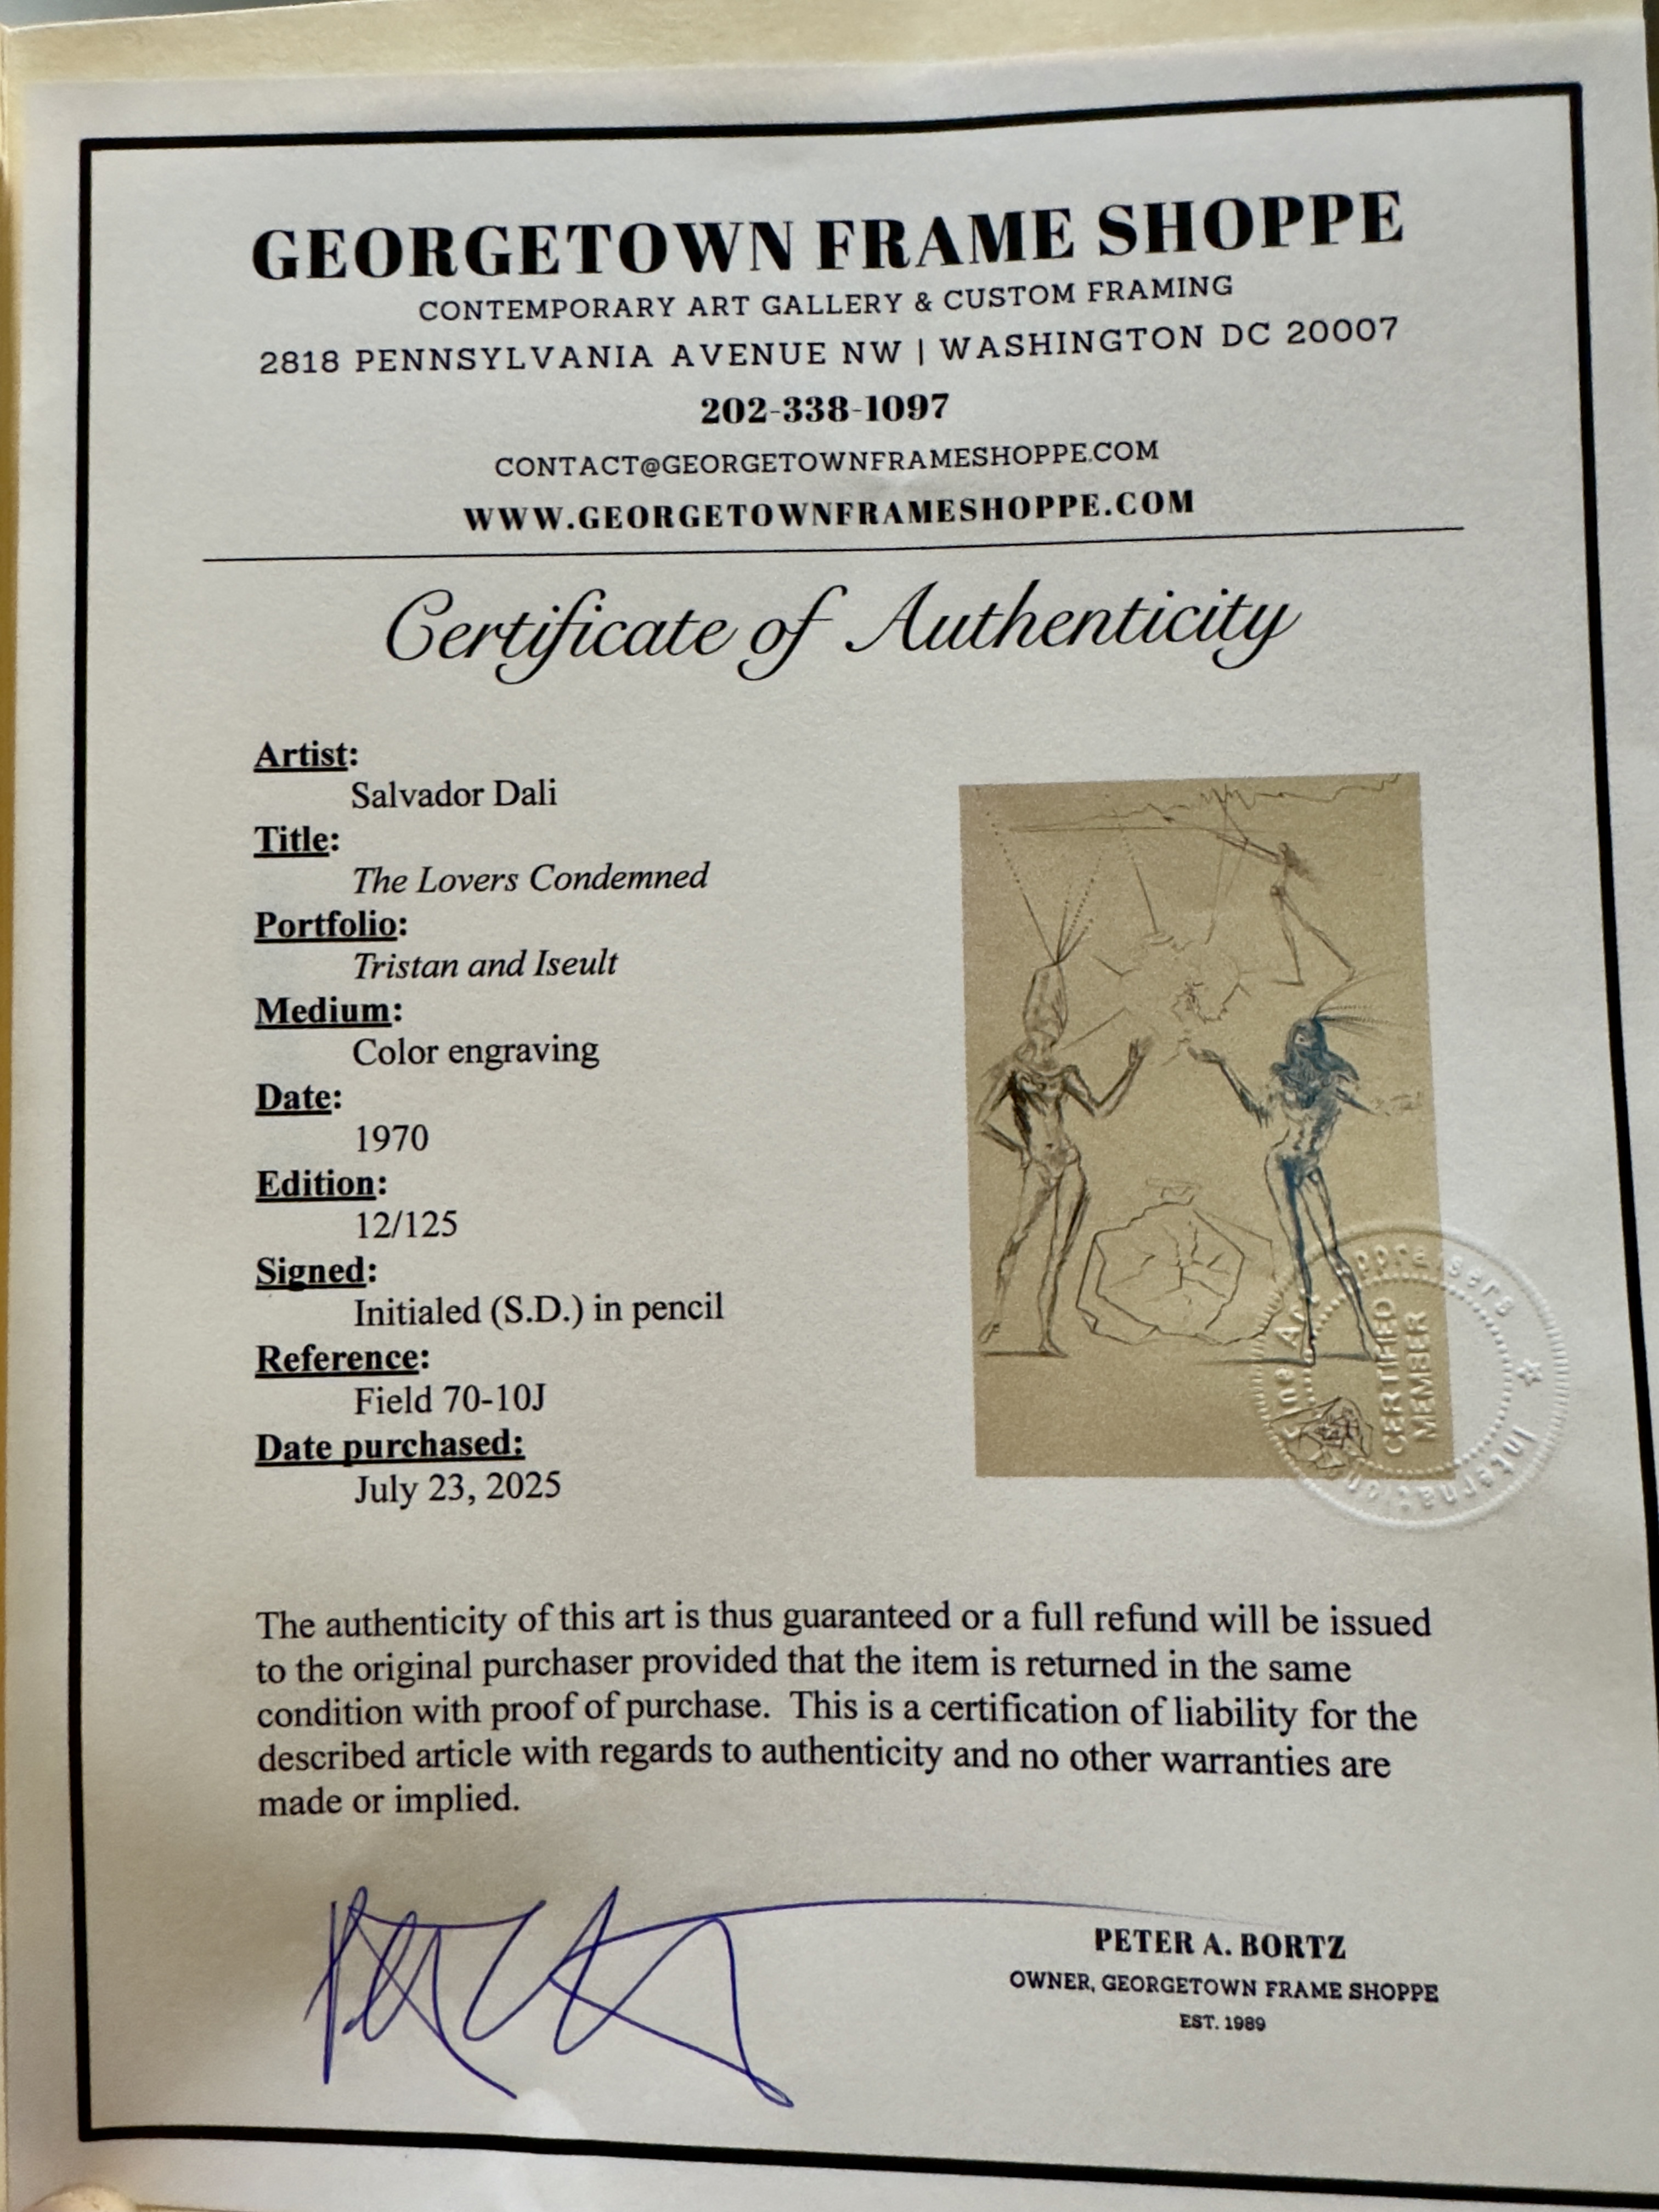 GEORGETOWN FRAME SHOPPE
CONTEMPORARY ART GALLERY & CUSTOM FRAMING
2818 PENNSYLVANIA AVENUE NW | WASHINGTON DC 20007
202-338-1097
CONTACT@GEORGETOWNFRAMESHOPPE.COM
WWW.GEORGETOWNFRAMESHOPPE.COM
Certificate of Authenticity
Artist:
Salvador Dali
Title:
The Lovers Condemned
Portfolio:
Tristan and Iseult
Medium:
Color engraving
Date:
1970
Edition:
12/125
Signed:
Initialed (S.D.) in pencil
Reference:
Field 70-10J
Date purchased:
July 23, 2025
Fine Art Appraisers ☆ International
CERTIFIED
MEMBER
The authenticity of this art is thus guaranteed or a full refund will be issued
to the original purchaser provided that the item is returned in the same
condition with proof of purchase. This is a certification of liability for the
described article with regards to authenticity and no other warranties are
made or implied.
PETER A. BORTZ
OWNER, GEORGETOWN FRAME SHOPPE
EST. 1989